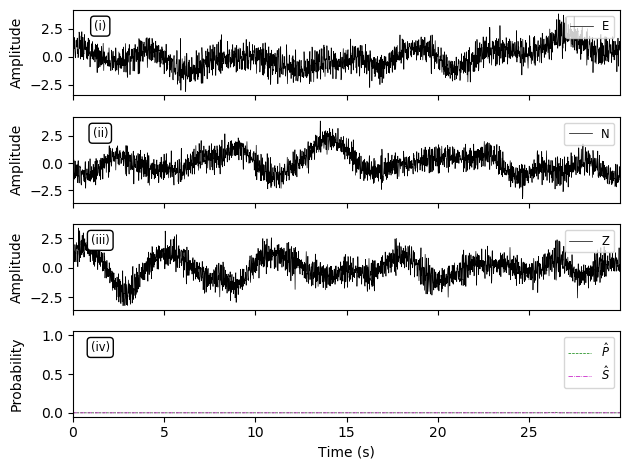 (i)
E
Amplitude
2.5
0.0
−2.5
(ii)
N
Amplitude
2.5
0.0
−2.5
(iii)
Z
Amplitude
2.5
0.0
−2.5
(iv)
P̂
Ŝ
Probability
1.0
0.5
0.0
0 5 10 15 20 25
Time (s)